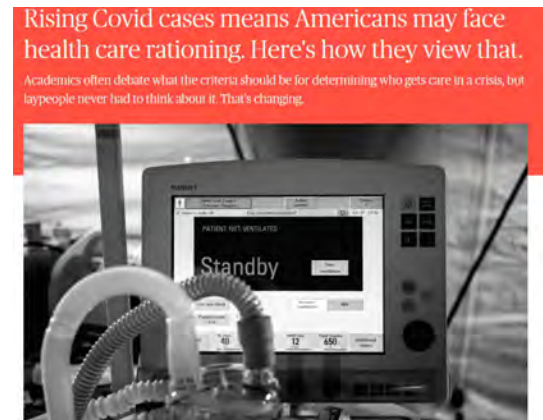 Rising Covid cases means Americans may face
health care rationing. Here's how they view that.
Academics often debate what the criteria should be for determining who gets care in a crisis, but
laypeople never had to think about it. That's changing.
PATIENT: NOT VENTILATED
Standby
40
12
650
Additional